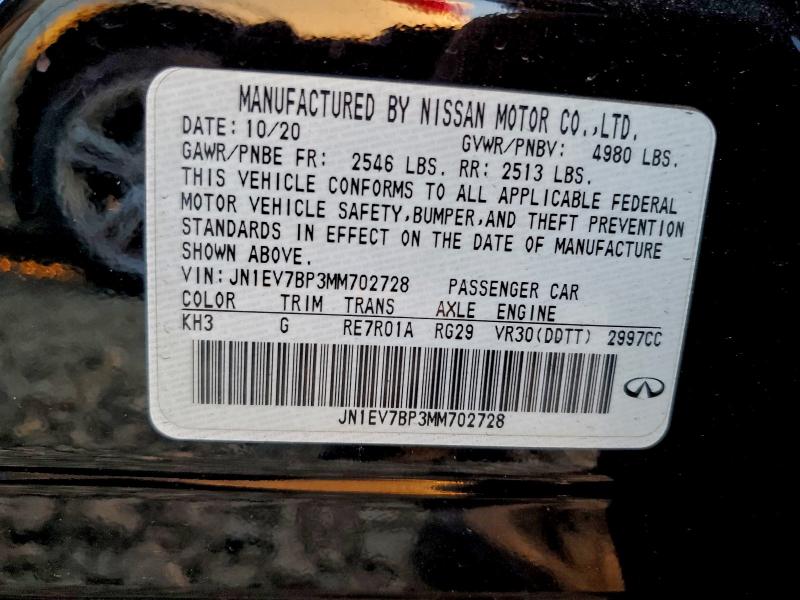 MANUFACTURED BY NISSAN MOTOR CO.,LTD.
DATE: 10/20 GVWR/PNBV: 4980 LBS.
GAWR/PNBE FR: 2546 LBS. RR: 2513 LBS.
THIS VEHICLE CONFORMS TO ALL APPLICABLE FEDERAL
MOTOR VEHICLE SAFETY,BUMPER,AND THEFT PREVENTION
STANDARDS IN EFFECT ON THE DATE OF MANUFACTURE
SHOWN ABOVE.
VIN: JN1EV7BP3MM702728 PASSENGER CAR
COLOR TRIM TRANS AXLE ENGINE
KH3 G RE7R01A RG29 VR30(DDTT) 2997CC
JN1EV7BP3MM702728